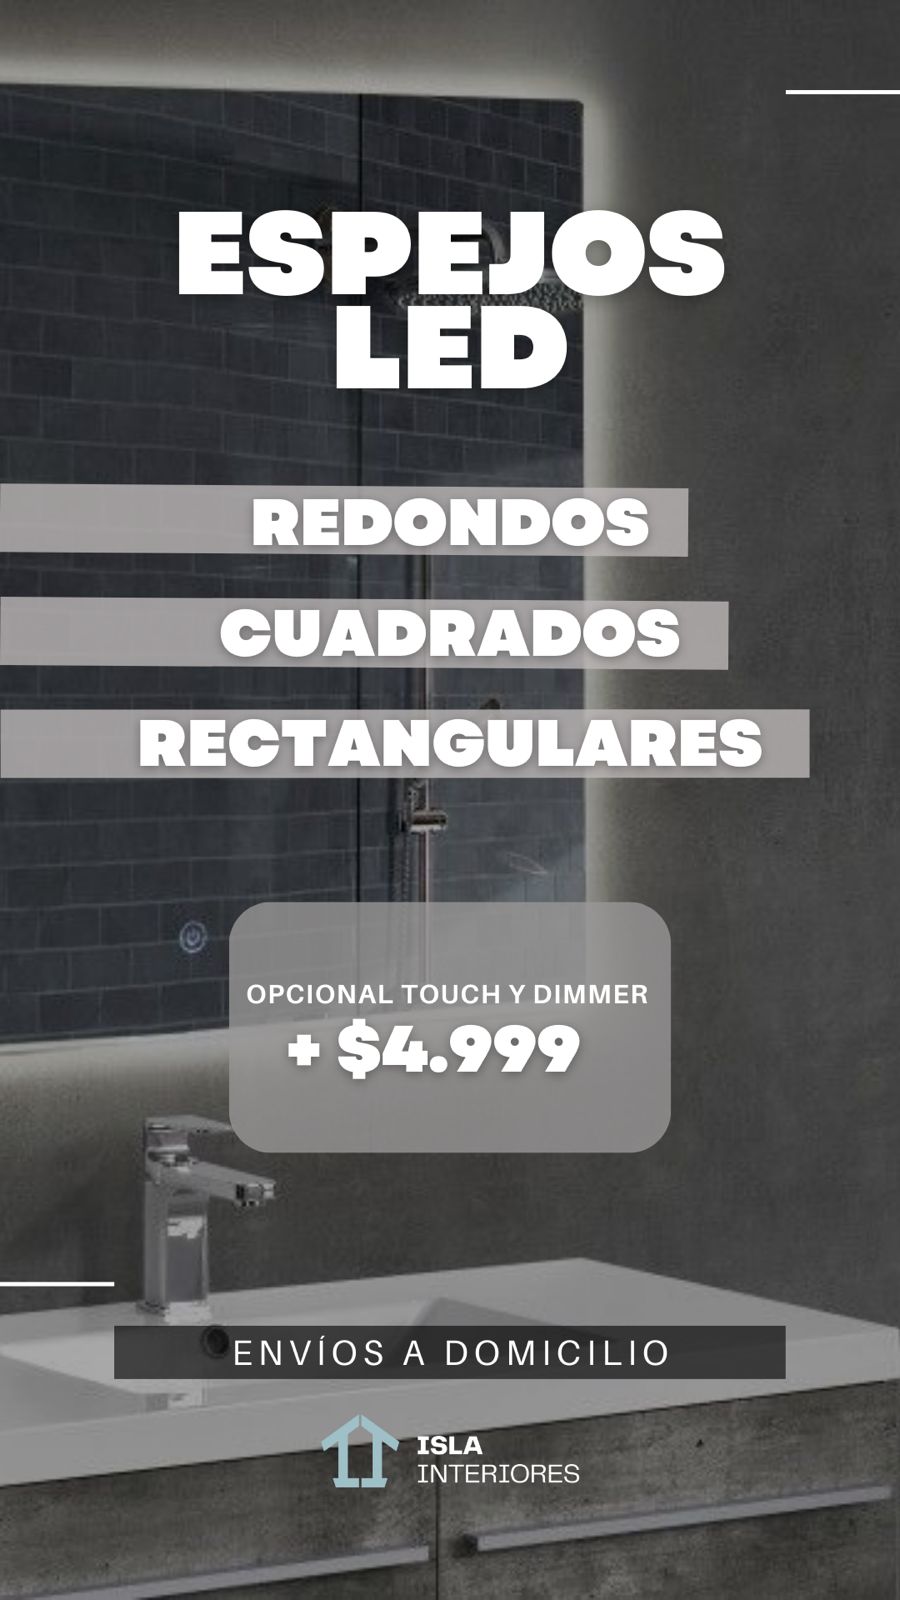 ESPEJOS
LED
REDONDOS
CUADRADOS
RECTANGULARES
OPCIONAL TOUCH Y DIMMER
+ $4.999
ENVÍOS A DOMICILIO
ISLA
INTERIORES